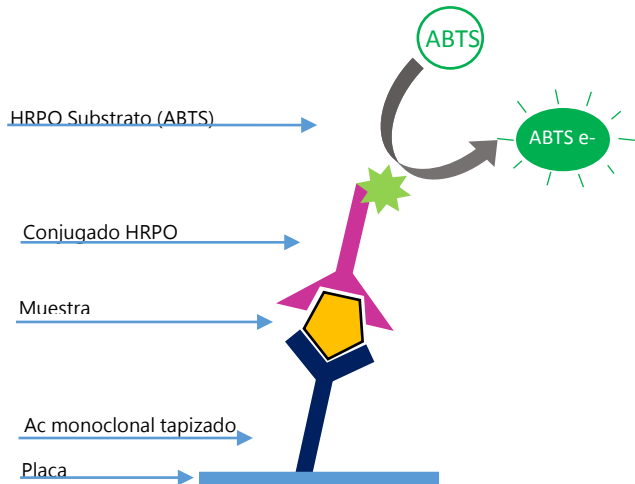 ABTS
HRPO Substrato (ABTS)
ABTS e-
Conjugado HRPO
Muestra
Ac monoclonal tapizado
Placa